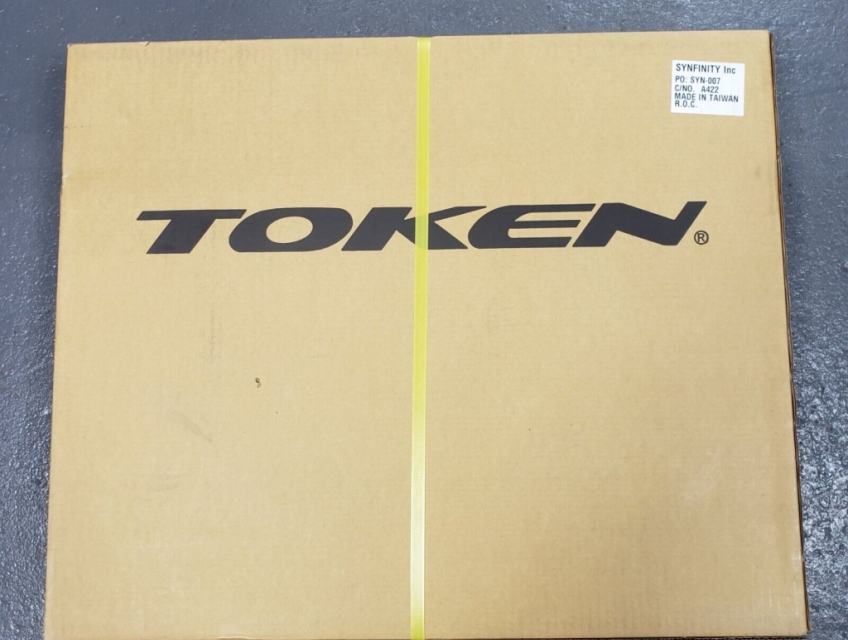 SYNFINITY Inc
PO: SYN-007
C/NO. A422
MADE IN TAIWAN
R.O.C.
TOKEN®